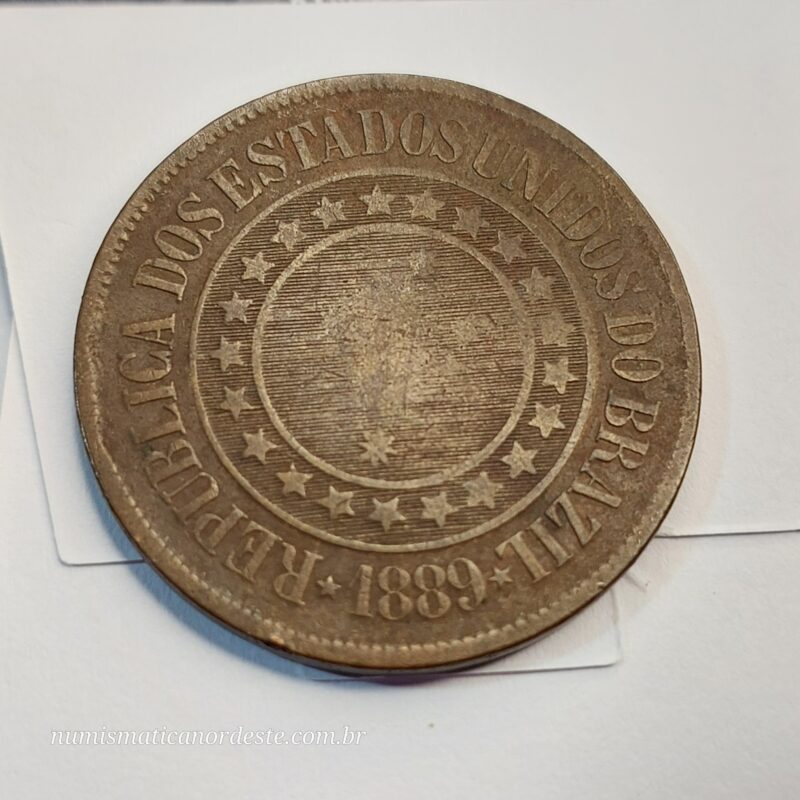 REPUBLICA DOS ESTADOS UNIDOS DO BRAZIL
★ 1889 ★
numismaticanordeste.com.br